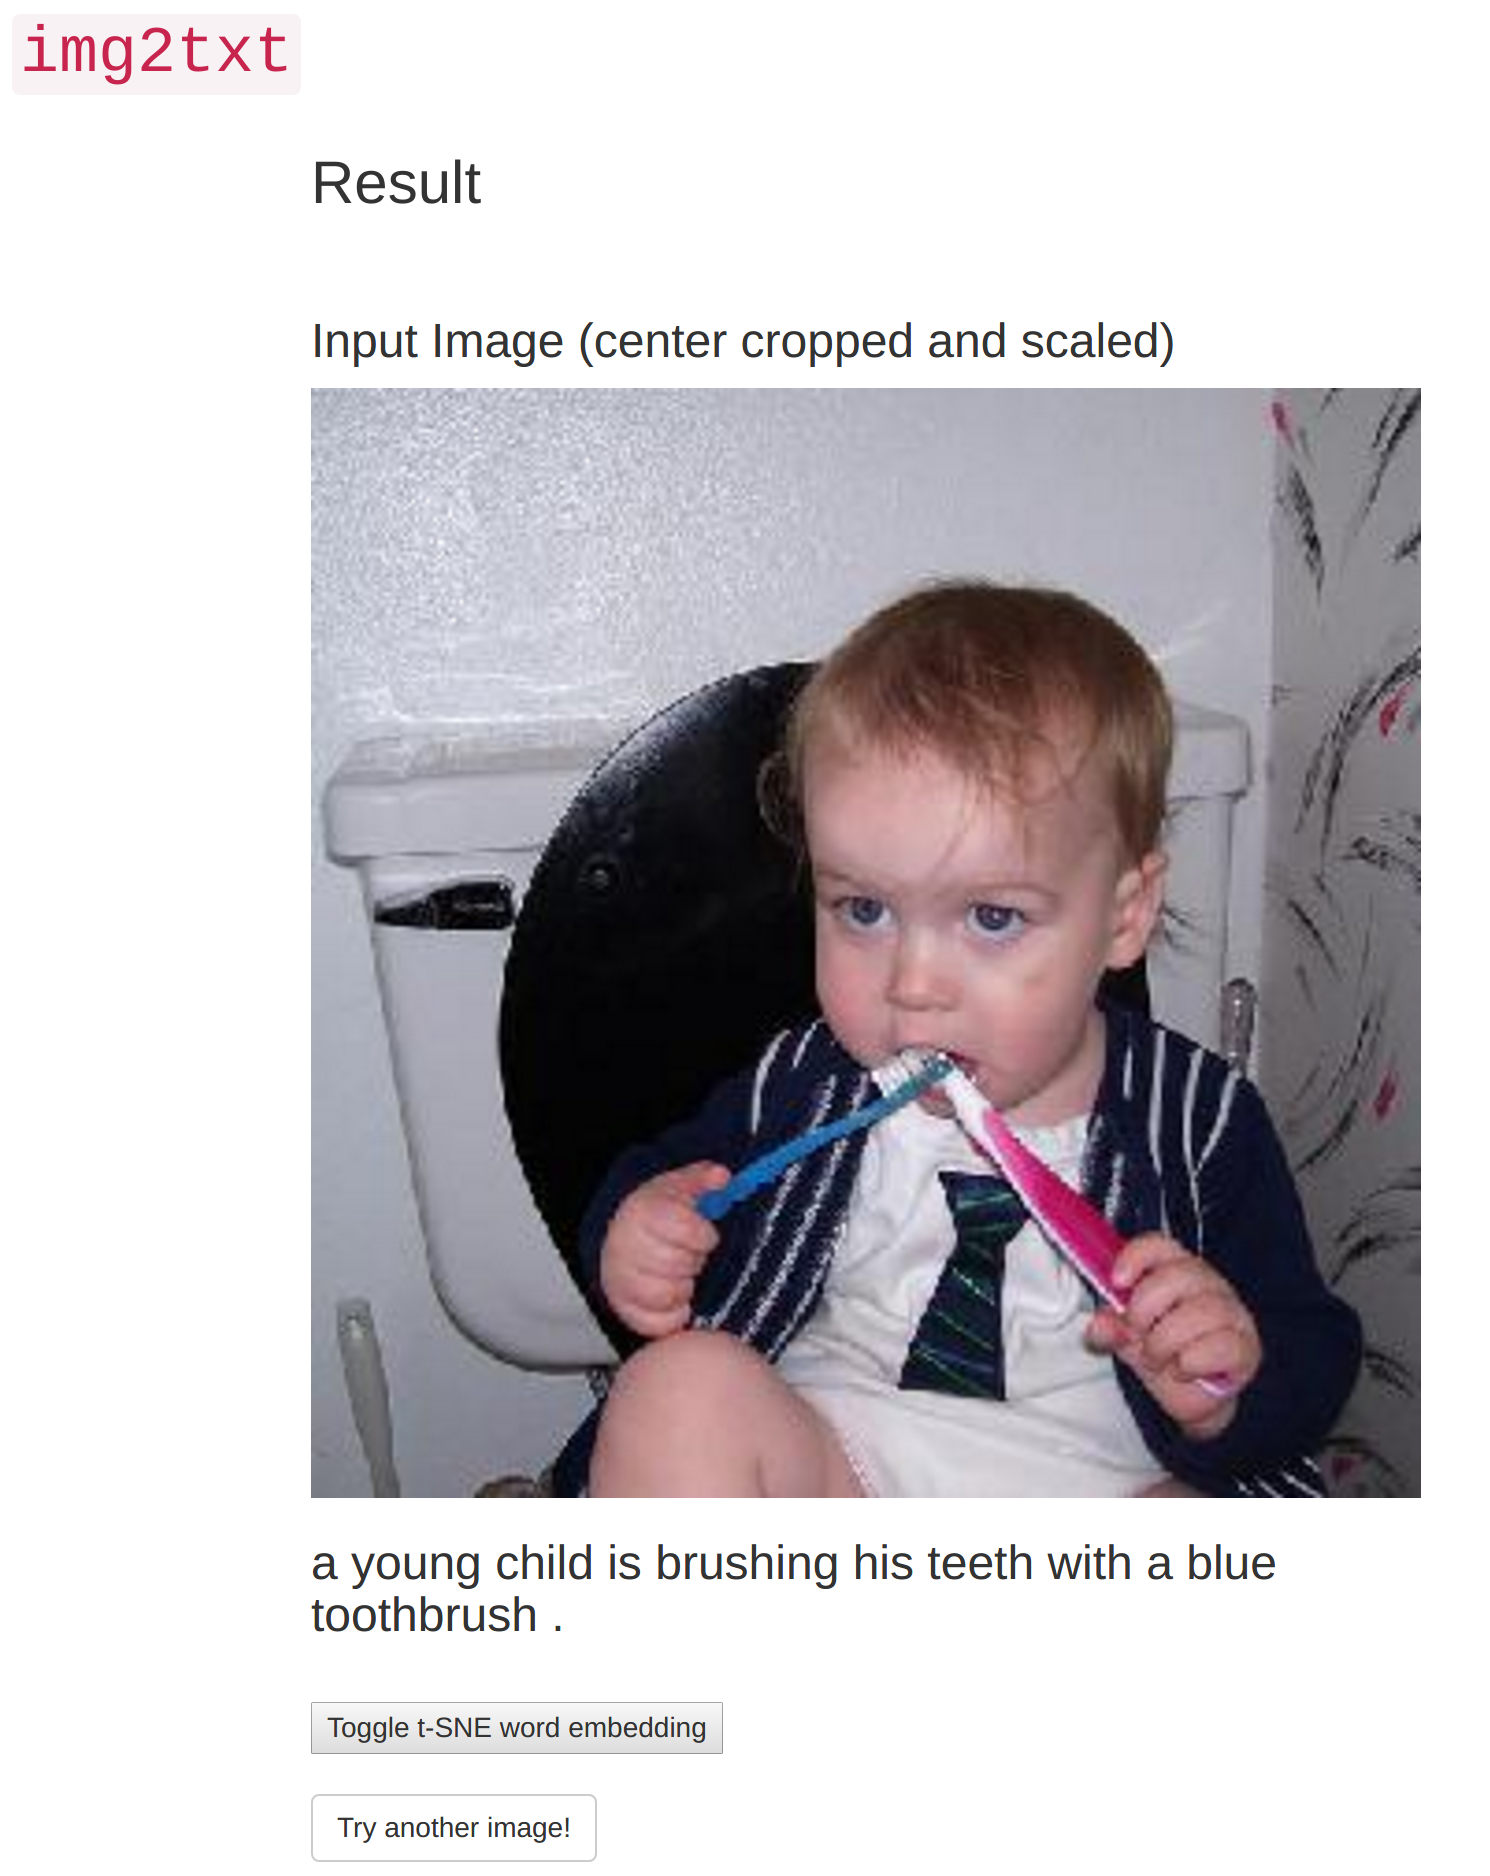 img2txt
Result
Input Image (center cropped and scaled)
a young child is brushing his teeth with a blue
toothbrush .
Toggle t-SNE word embedding
Try another image!